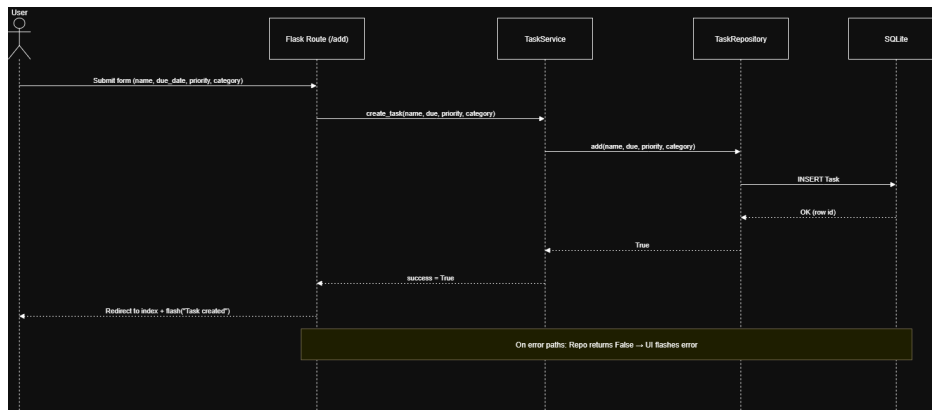 User
Flask Route (/add)
TaskService
TaskRepository
SQLite
Submit form (name, due_date, priority, category)
create_task(name, due, priority, category)
add(name, due, priority, category)
INSERT Task
OK (row id)
True
success = True
Redirect to index + flash("Task created")
On error paths: Repo returns False → UI flashes error